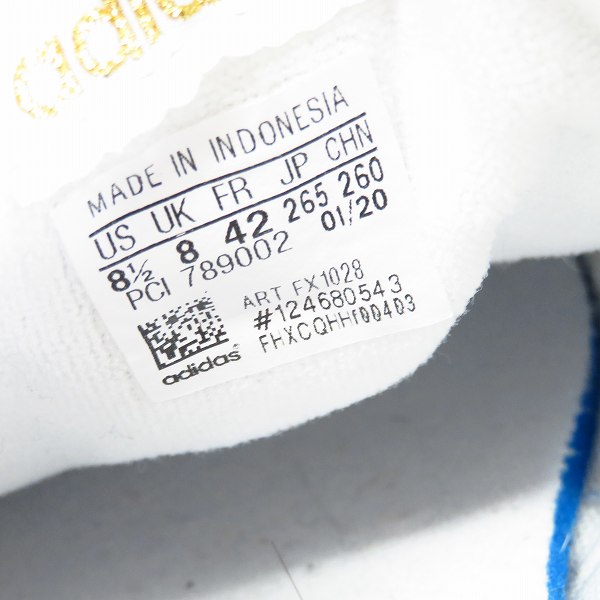 adidas
MADE IN INDONESIA
US UK FR JP CHN
8½ 8 42 265 260
PCI 789002 01/20
ART FX1028
#124680543
adidas